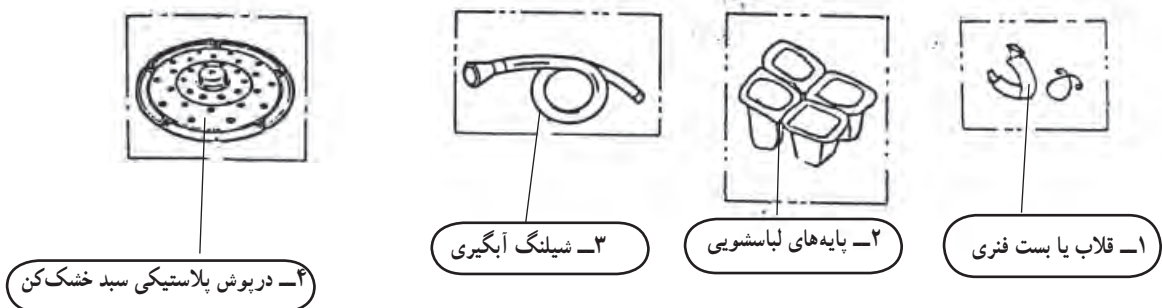 ۱ــ قلاب یا بست فنری
۲ــ پایه‌های لباسشویی
۳ــ شیلنگ آبگیری
۴ــ درپوش پلاستیکی سبد خشک‌کن